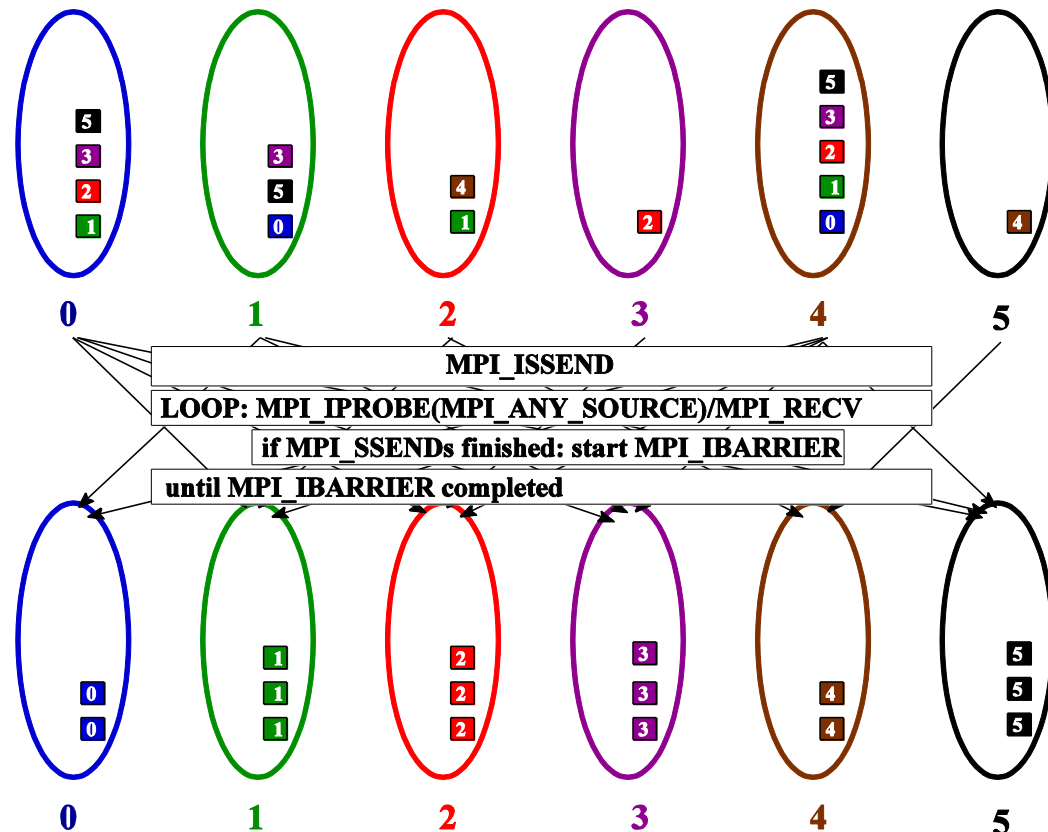 5
5
3
3
3
2
2
4
5
1
1
1
0
2
0
4
0
1
2
3
4
5
MPI_ISSEND
LOOP: MPI_IPROBE(MPI_ANY_SOURCE)/MPI_RECV
if MPI_SSENDs finished: start MPI_IBARRIER
until MPI_IBARRIER completed
1 2 3 5
0 1 2 3 4 5
0 1 2 3 4 5
0 1 2 3 4 5